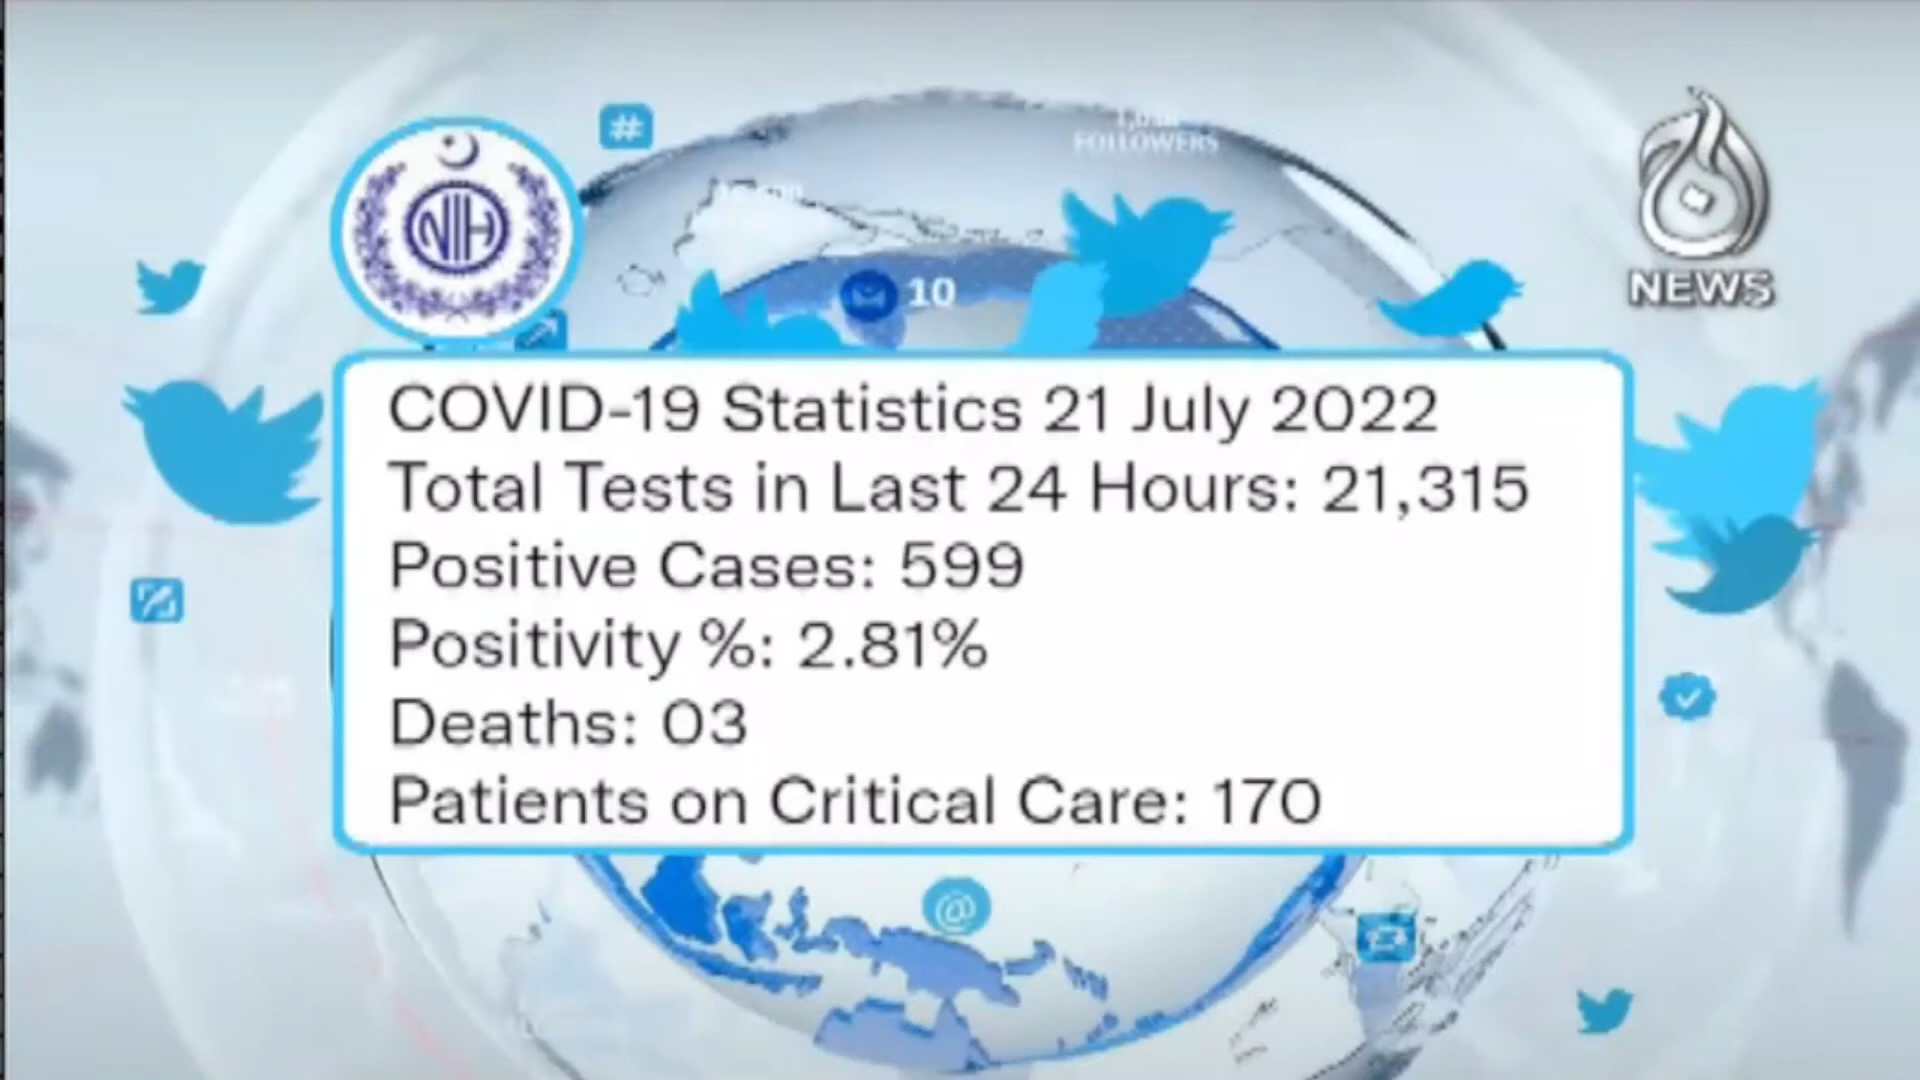 #
FOLLOWERS
NIH
10
NEWS
COVID-19 Statistics 21 July 2022
Total Tests in Last 24 Hours: 21,315
Positive Cases: 599
Positivity %: 2.81%
Deaths: 03
Patients on Critical Care: 170
@